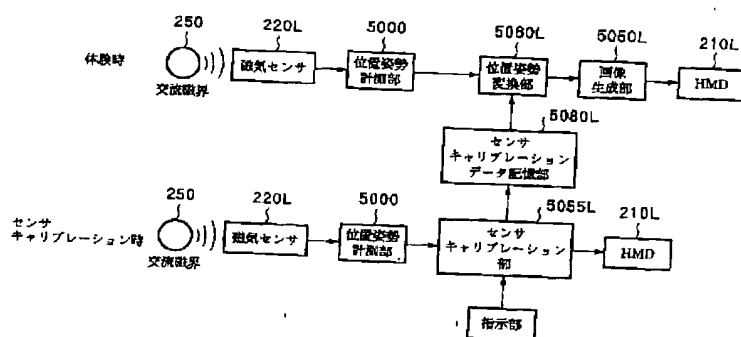 250
220L
5000
5060L
5050L
210L
体験時
磁気センサ
位置姿勢
計測部
位置姿勢
変換部
画像
生成部
HMD
交流磁界
5080L
センサ
キャリブレーション
データ記憶部
250
220L
5000
5055L
210L
センサ
キャリブレーション時
磁気センサ
位置姿勢
計測部
センサ
キャリブレーション
部
HMD
交流磁界
指示部